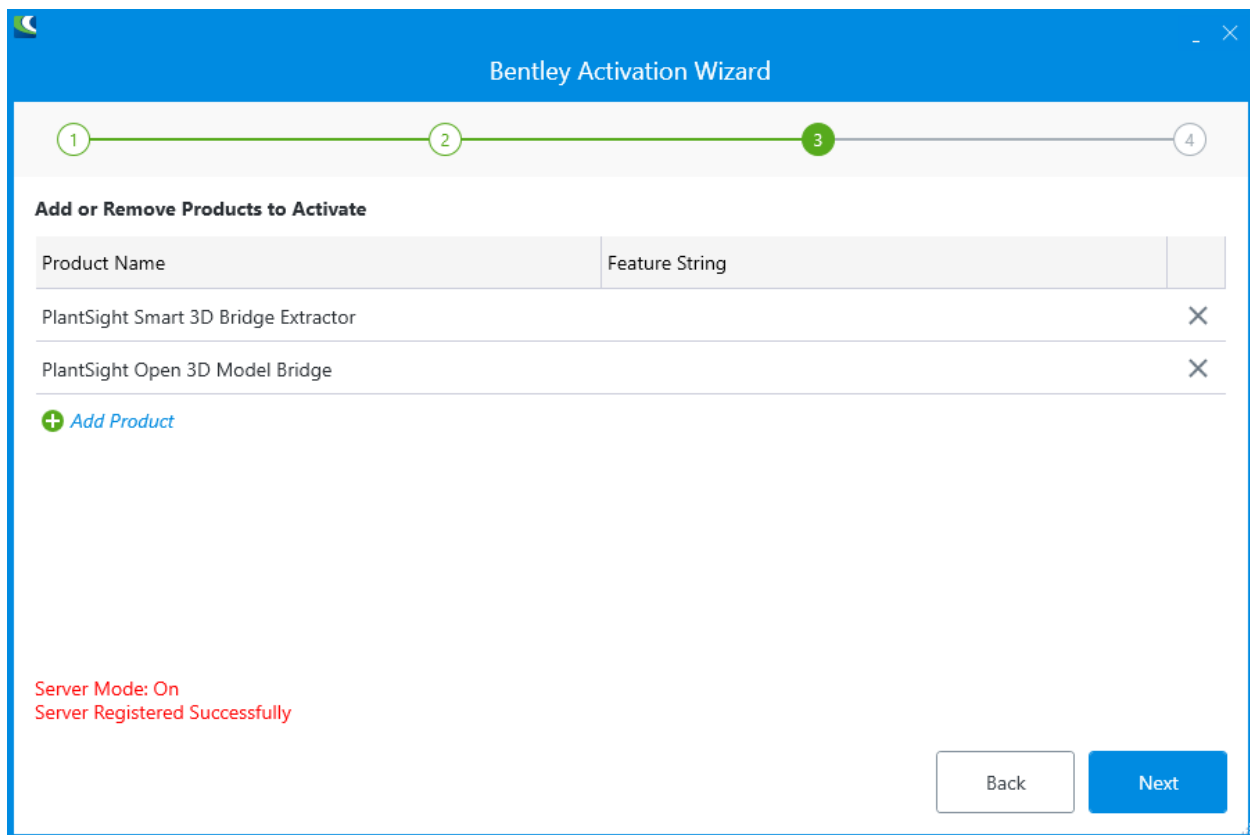 Bentley Activation Wizard
1 2 3 4
Add or Remove Products to Activate
Product Name Feature String
PlantSight Smart 3D Bridge Extractor
PlantSight Open 3D Model Bridge
Add Product
Server Mode: On
Server Registered Successfully
Back Next